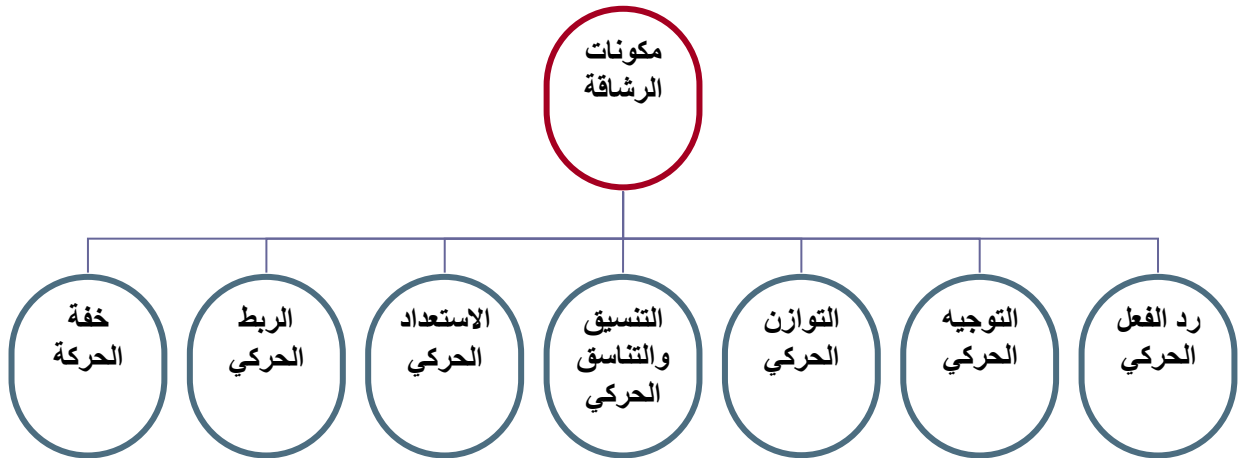 مكونات
الرشاقة
رد الفعل
الحركي
التوجيه
الحركي
التوازن
الحركي
التنسيق
والتناسق
الحركي
الاستعداد
الحركي
الربط
الحركي
خفة
الحركة